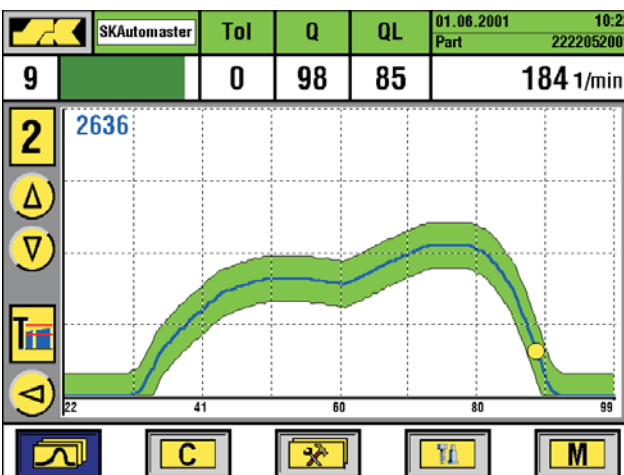 SKAutomaster Tol Q QL 01.06.2001 10:2
Part 222205200
9 0 98 85 184 1/min
2 2636
T
22 41 60 80 99
C M